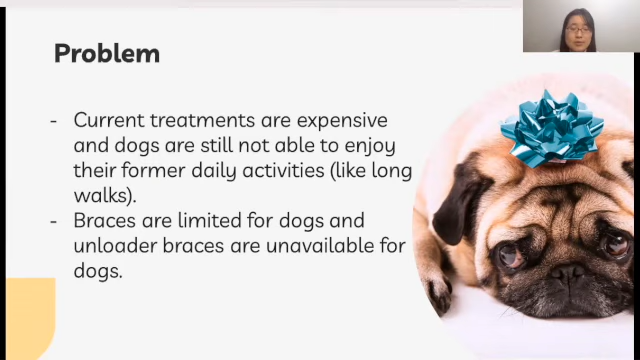 Problem
- Current treatments are expensive
and dogs are still not able to enjoy
their former daily activities (like long
walks).
- Braces are limited for dogs and
unloader braces are unavailable for
dogs.